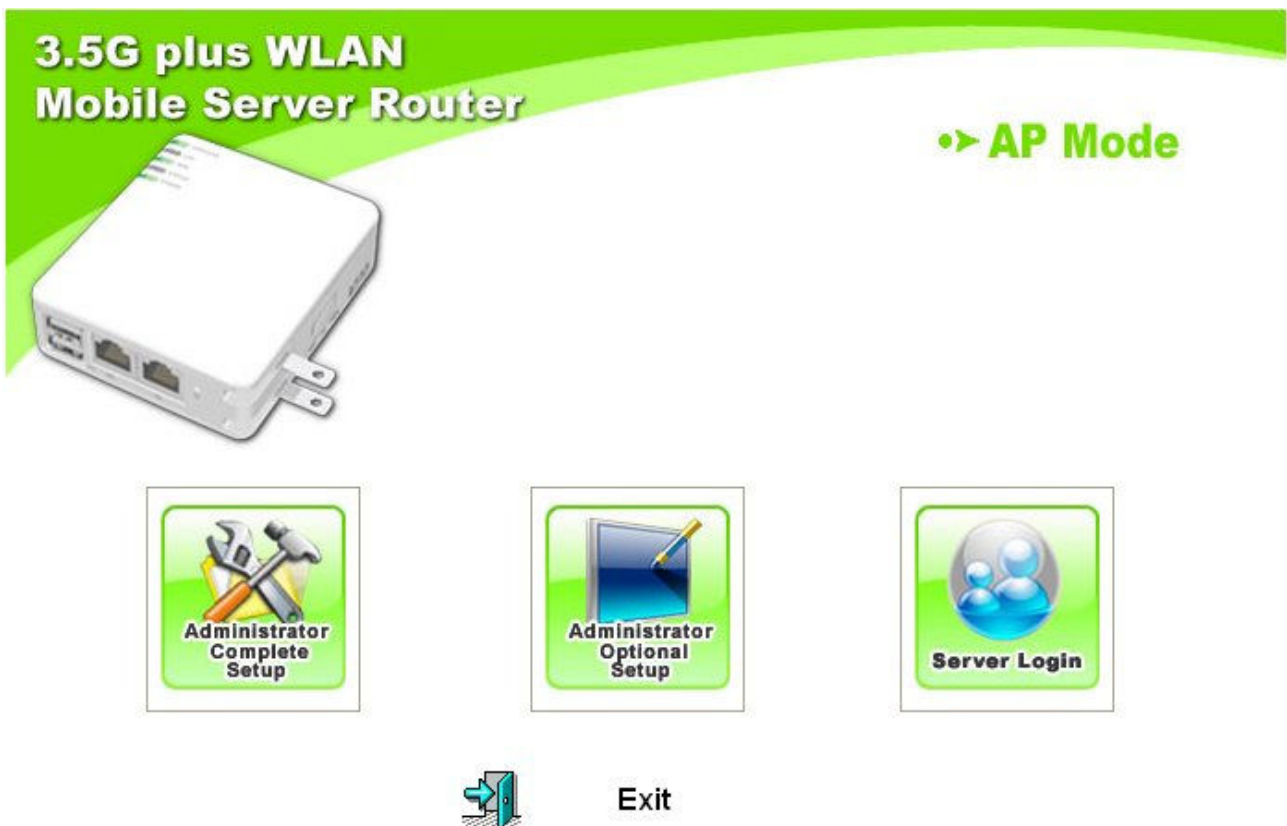 3.5G plus WLAN
Mobile Server Router
AP Mode
Administrator
Complete
Setup
Administrator
Optional
Setup
Server Login
Exit